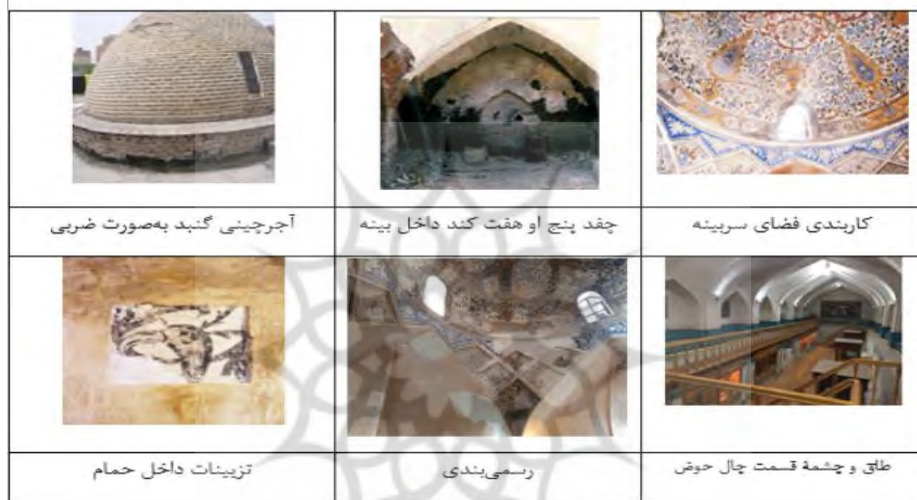 کاربندی فضای سربینه
چفد پنج او هفت کند داخل بینه
آجرچینی گنبد به‌صورت ضربی
طاق و چشمهٔ قسمت چال حوض
رسمی‌بندی
تزیینات داخل حمام